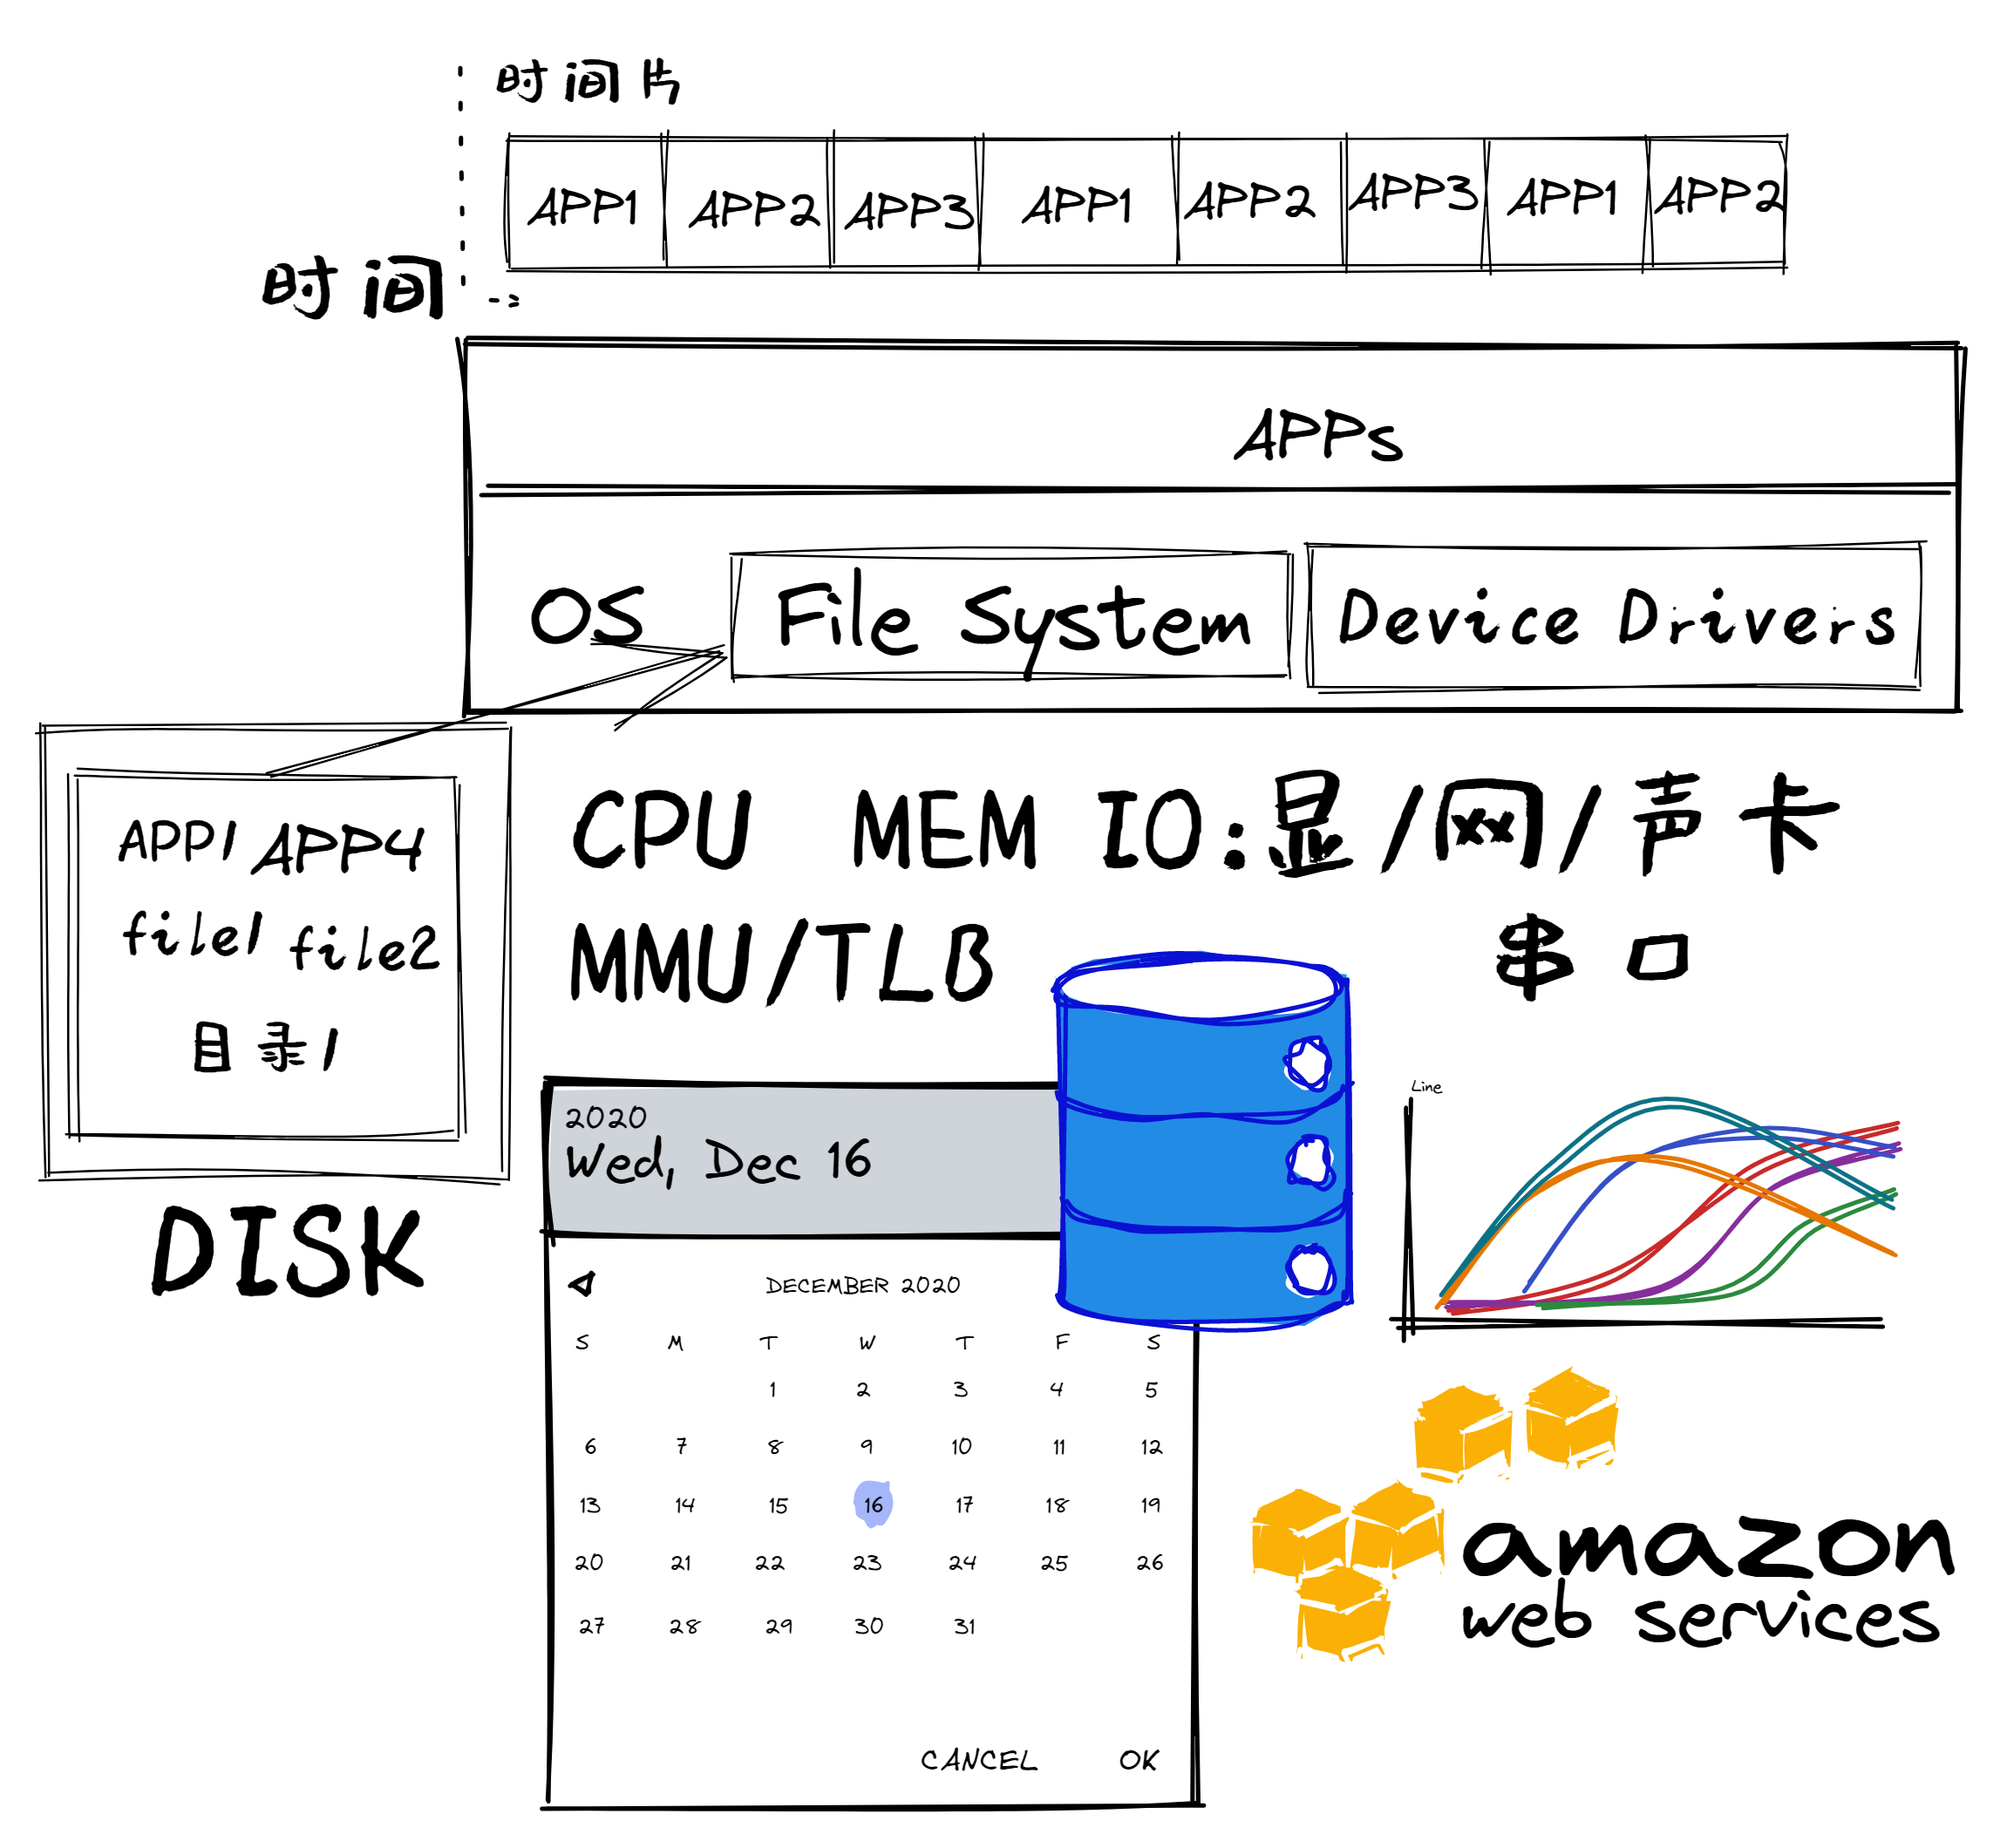 时间片
APP1 APP2 APP3 APP1 APP2 APP3 APP1 APP2
时间
APPs
OS File System Device Drivers
APP1 APP4
file1 file2
目录1
DISK
CPU MEM IO:显/网/声卡
MMU/TLB 串口
2020
Wed, Dec 16
DECEMBER 2020
S M T W T F S
1 2 3 4 5
6 7 8 9 10 11 12
13 14 15 16 17 18 19
20 21 22 23 24 25 26
27 28 29 30 31
CANCEL OK
Line
amazon
web services